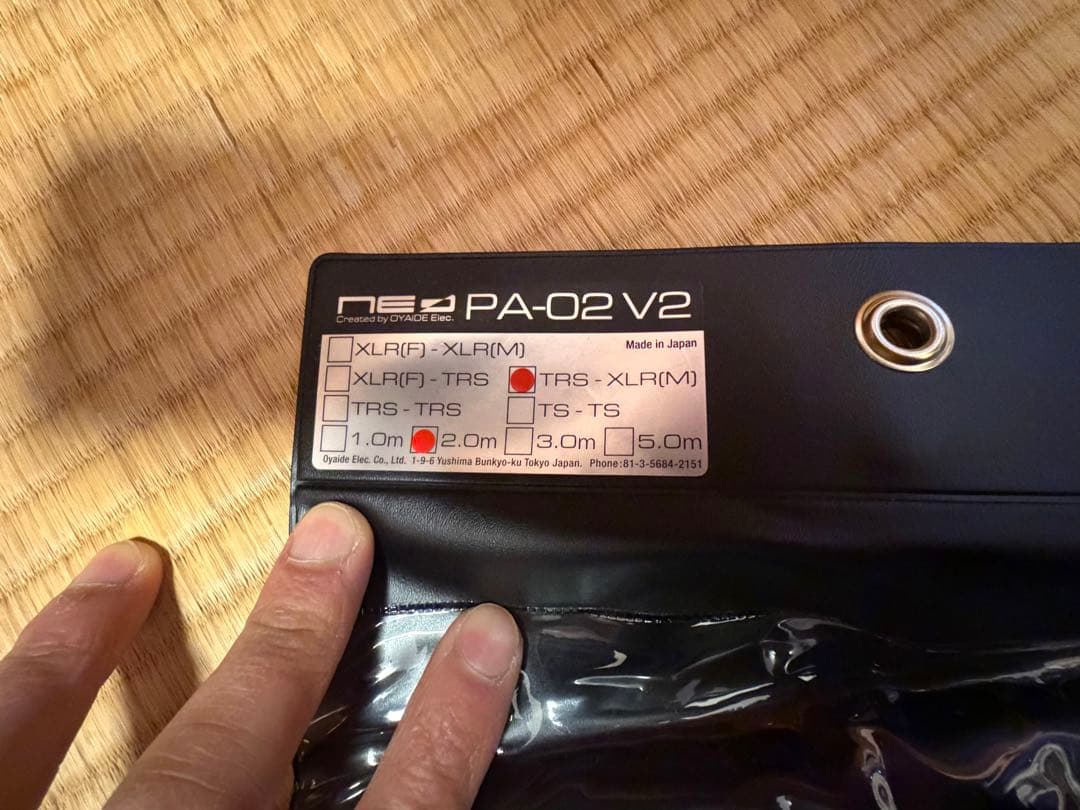 NEO PA-02 V2
Created by OYAIDE Elec.
XLR(F) - XLR(M) Made in Japan
XLR(F) - TRS TRS - XLR(M)
TRS - TRS TS - TS
1.0m 2.0m 3.0m 5.0m
Oyaide Elec. Co., Ltd. 1-9-6 Yushima Bunkyo-ku Tokyo Japan. Phone:81-3-5684-2151